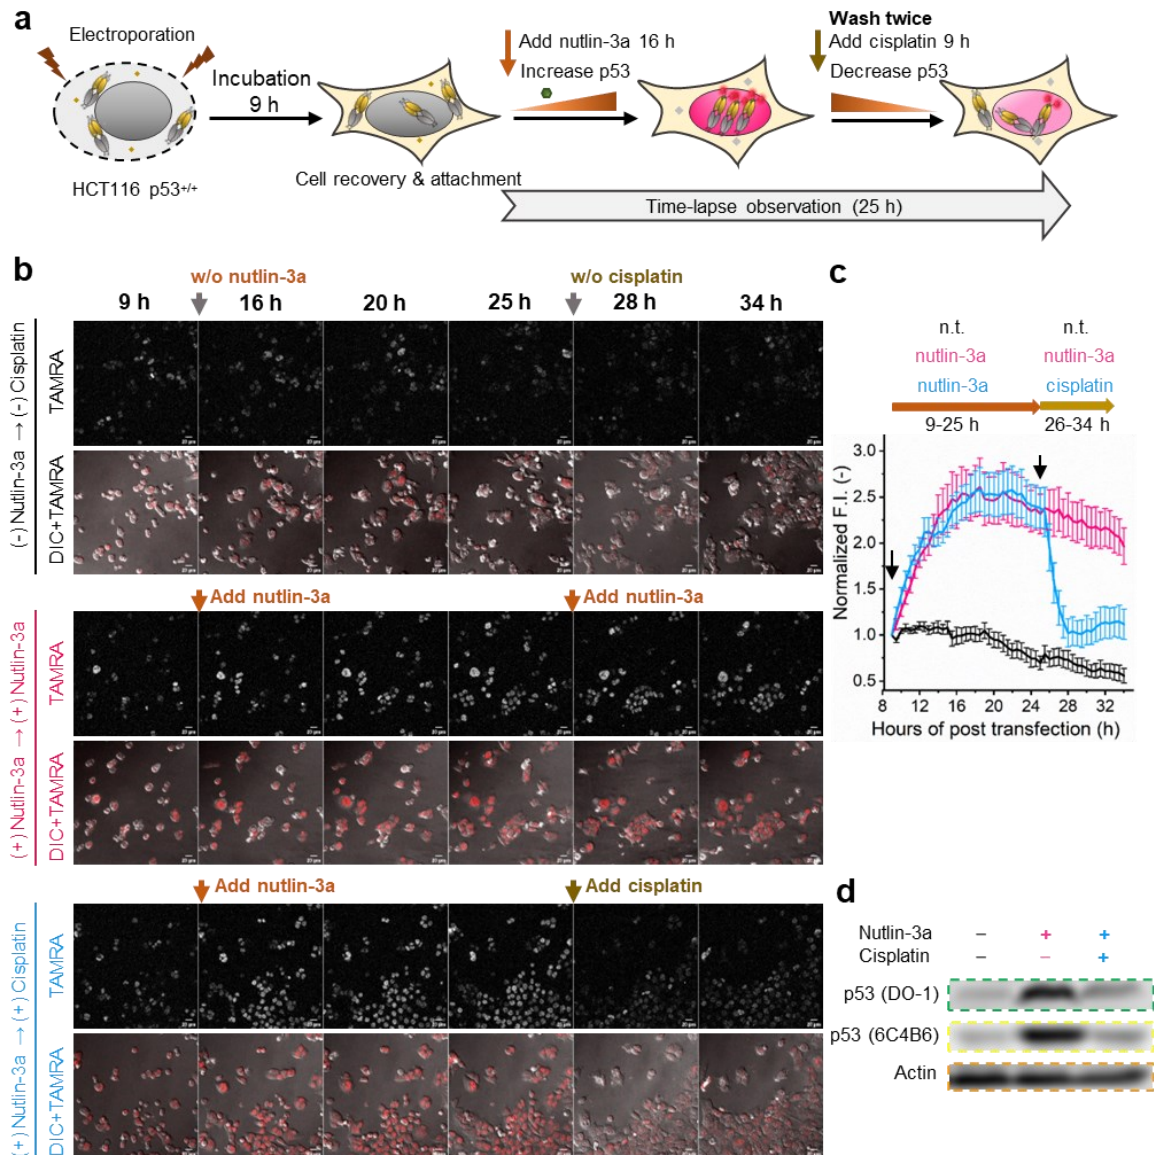 a
Electroporation
HCT116 p53+/+
Incubation
9 h
Cell recovery & attachment
Add nutlin-3a 16 h
Increase p53
Wash twice
Add cisplatin 9 h
Decrease p53
Time-lapse observation (25 h)
b
w/o nutlin-3a
w/o cisplatin
9 h 16 h 20 h 25 h 28 h 34 h
(-) Nutlin-3a → (-) Cisplatin
TAMRA
DIC+TAMRA
Add nutlin-3a
Add nutlin-3a
(+) Nutlin-3a → (+) Nutlin-3a
TAMRA
DIC+TAMRA
Add nutlin-3a
Add cisplatin
(+) Nutlin-3a → (+) Cisplatin
TAMRA
DIC+TAMRA
c
n.t. n.t.
nutlin-3a nutlin-3a
nutlin-3a cisplatin
9-25 h 26-34 h
Normalized F.I. (-)
3.0
2.5
2.0
1.5
1.0
0.5
8 12 16 20 24 28 32
Hours of post transfection (h)
d
Nutlin-3a − + +
Cisplatin − − +
p53 (DO-1)
p53 (6C4B6)
Actin